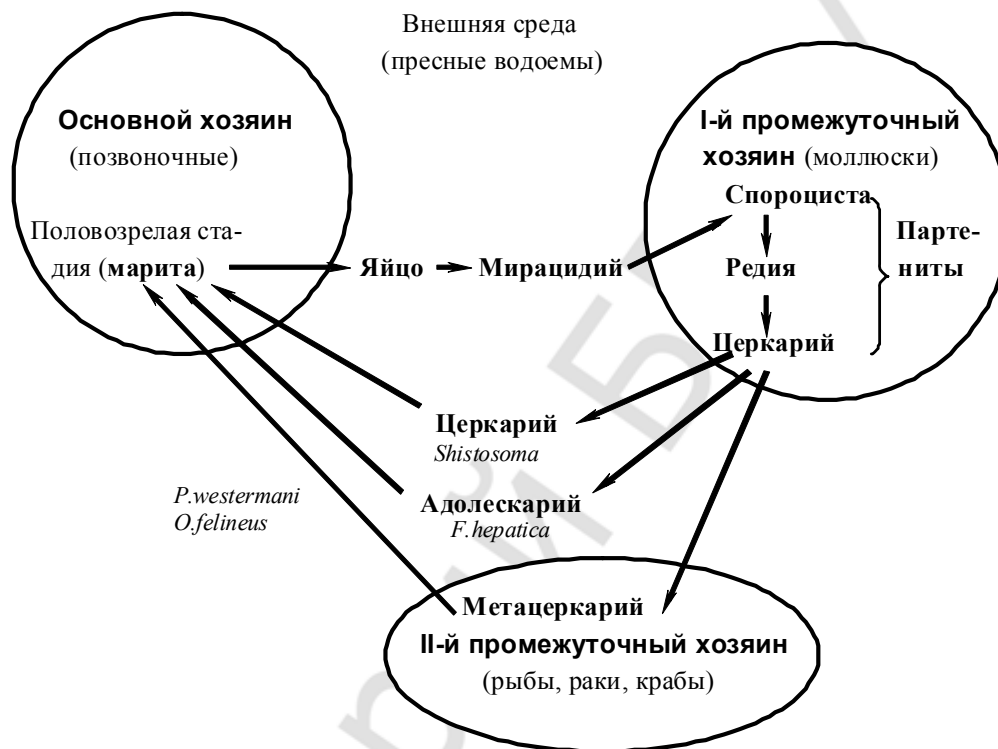 Внешняя среда
(пресные водоемы)
Основной хозяин
(позвоночные)
I-й промежуточный
хозяин (моллюски)
Спороциста
Половозрелая ста-
дия (марита)
Яйцо
Мирацидий
Редия
Парте-
ниты
Церкарий
Церкарий
Shistosoma
Адолескарий
F.hepatica
P.westermani
O.felineus
Метацеркарий
II-й промежуточный хозяин
(рыбы, раки, крабы)